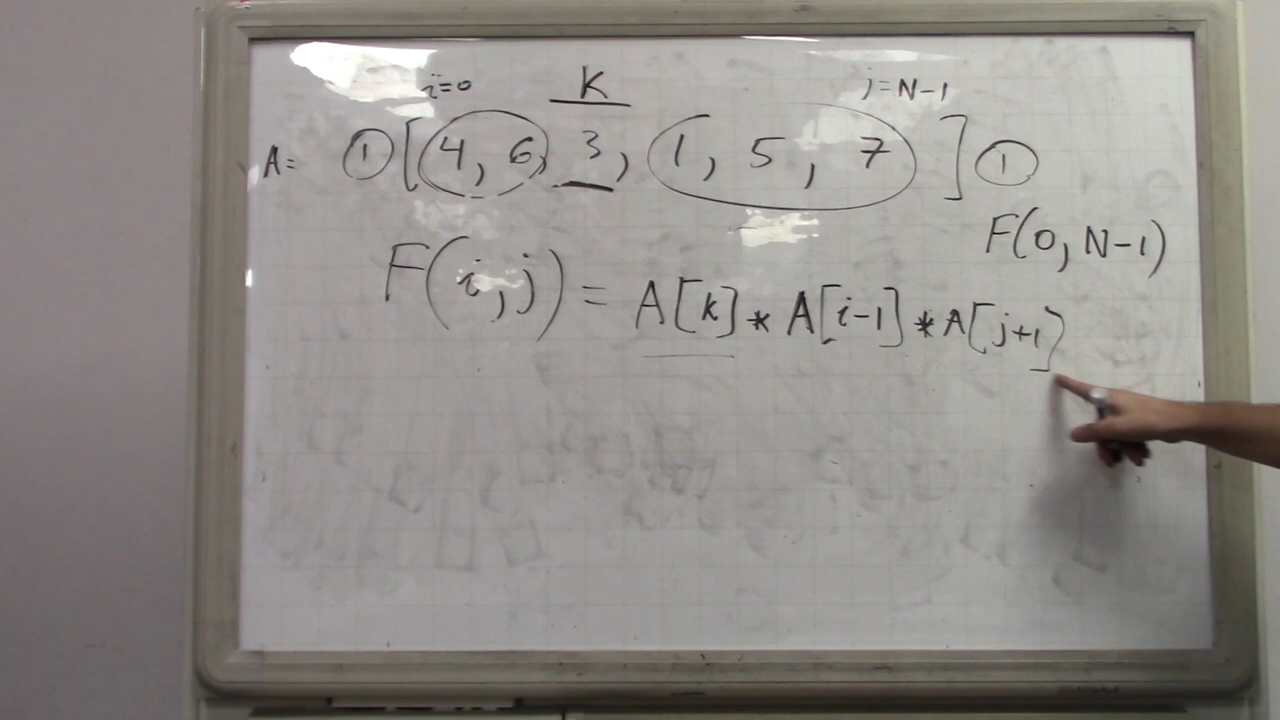 i=0 K j=N-1
A= ① [4, 6, 3, 1, 5, 7] ①
F(0, N-1)
F(i,j) = A[k] * A[i-1] * A[j+1]